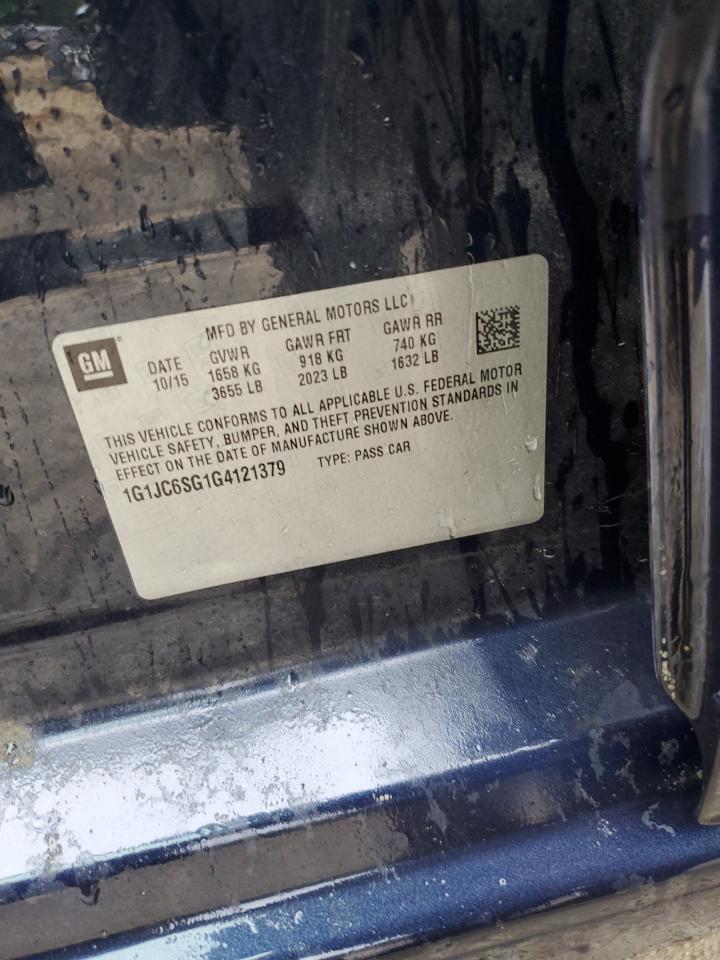 GM
MFD BY GENERAL MOTORS LLC
DATE GVWR GAWR FRT GAWR RR
10/15 1658 KG 918 KG 740 KG
3655 LB 2023 LB 1632 LB
THIS VEHICLE CONFORMS TO ALL APPLICABLE U.S. FEDERAL MOTOR
VEHICLE SAFETY, BUMPER, AND THEFT PREVENTION STANDARDS IN
EFFECT ON THE DATE OF MANUFACTURE SHOWN ABOVE.
1G1JC6SG1G4121379 TYPE: PASS CAR